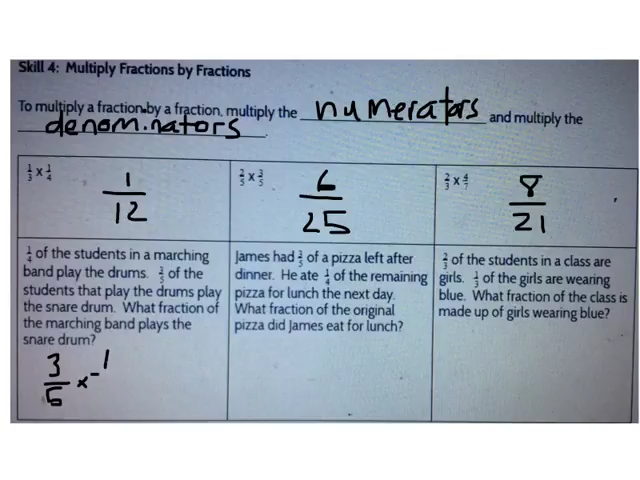 Skill 4: Multiply Fractions by Fractions
To multiply a fraction by a fraction, multiply the numerators and multiply the
denominators.
1/3 x 1/4
1/12
2/5 x 3/5
6/25
2/3 x 4/7
8/21
1/4 of the students in a marching
band play the drums. 3/5 of the
students that play the drums play
the snare drum. What fraction of
the marching band plays the
snare drum?
3/5 x 1
James had 3/5 of a pizza left after
dinner. He ate 1/4 of the remaining
pizza for lunch the next day.
What fraction of the original
pizza did James eat for lunch?
2/3 of the students in a class are
girls. 1/3 of the girls are wearing
blue. What fraction of the class is
made up of girls wearing blue?